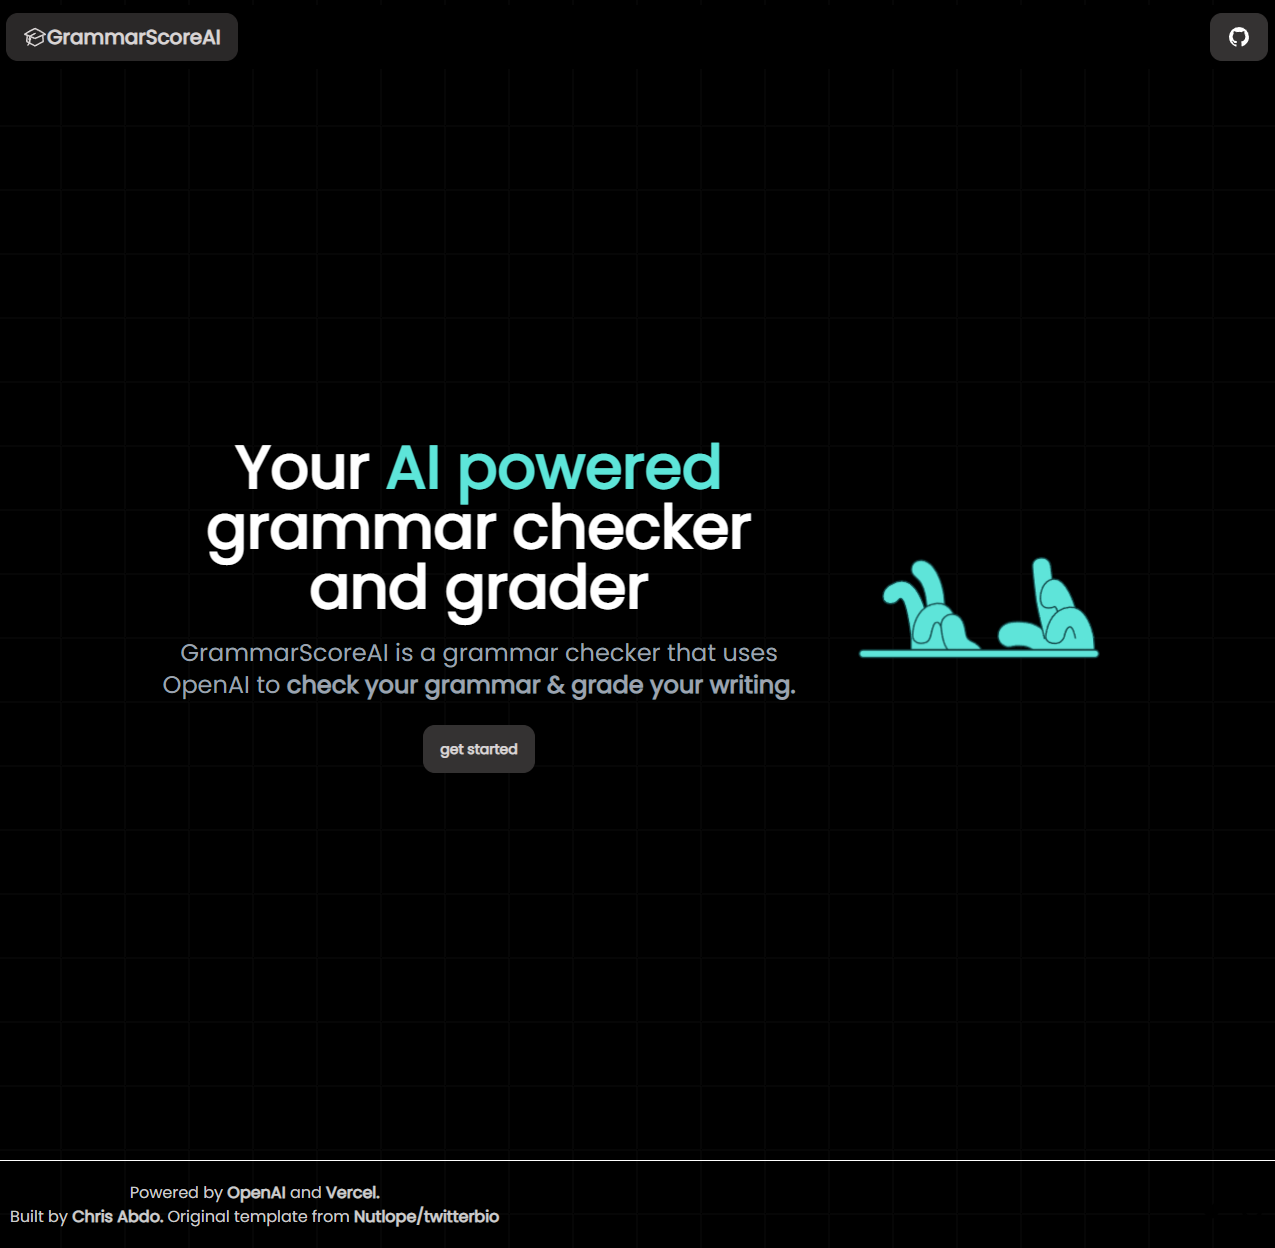 GrammarScoreAI
Your AI powered
grammar checker
and grader
GrammarScoreAI is a grammar checker that uses
OpenAI to check your grammar & grade your writing.
get started
Powered by OpenAI and Vercel.
Built by Chris Abdo. Original template from Nutlope/twitterbio